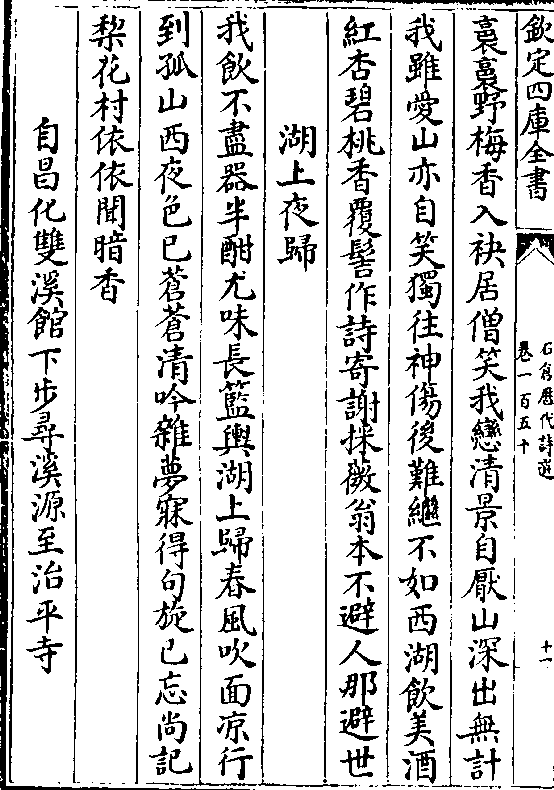 欽定四庫全書
石倉歷代詩選
卷一百五十
十一
裊裊野梅香入袂居僧笑我戀清景自厭山深出無計
我雖愛山亦自笑獨往神傷後難繼不如西湖飲美酒
紅杏碧桃香覆髻作詩寄謝採薇翁本不避人那避世
湖上夜歸
我飲不盡器半酣尤味長籃輿湖上歸春風吹面凉行
到孤山西夜色已蒼蒼清吟雜夢寐得句旋已忘尚記
梨花村依依聞暗香
自昌化雙溪館下步尋溪源至治平寺